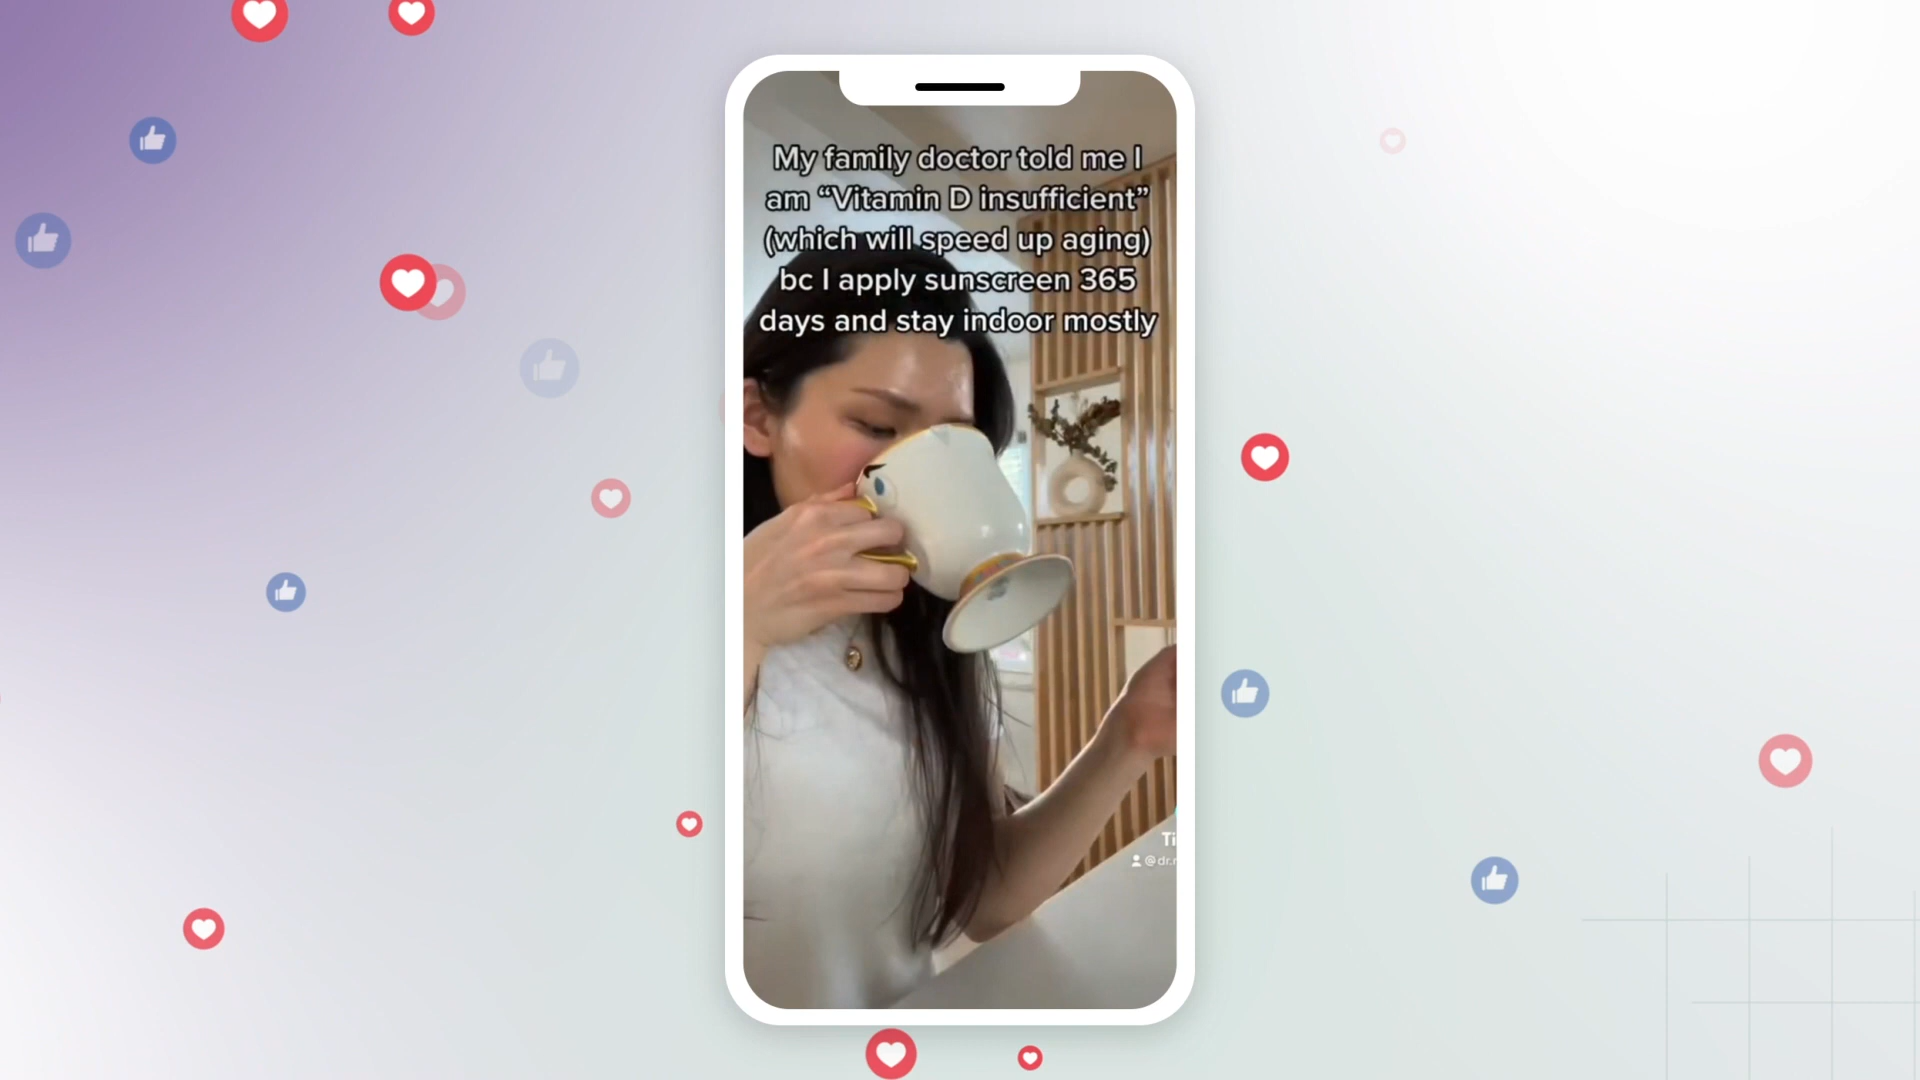 My family doctor told me I
am “Vitamin D insufficient”
(which will speed up aging)
bc I apply sunscreen 365
days and stay indoor mostly